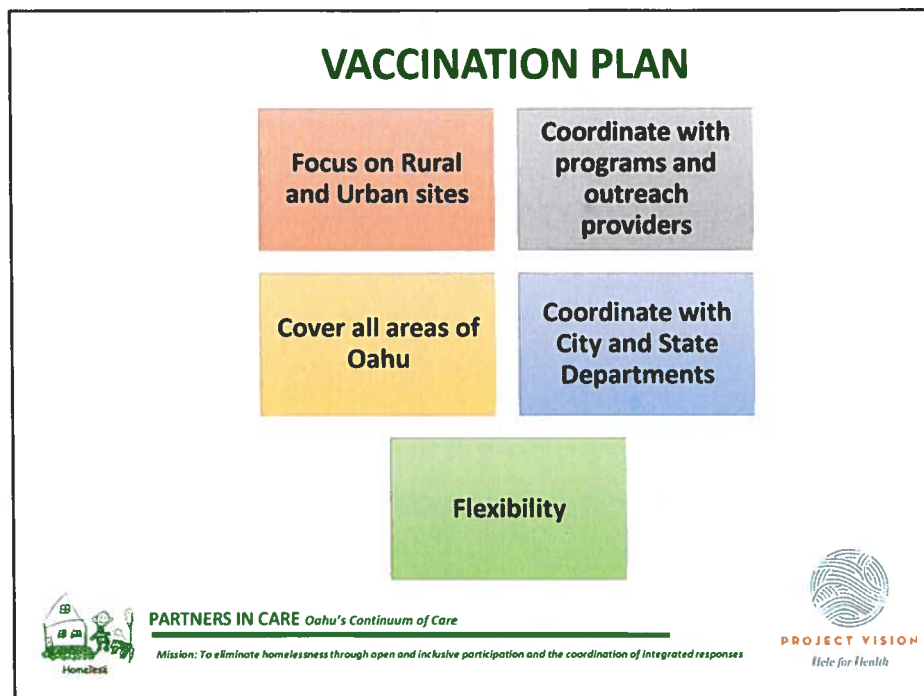 VACCINATION PLAN
Focus on Rural
and Urban sites
Coordinate with
programs and
outreach
providers
Cover all areas of
Oahu
Coordinate with
City and State
Departments
Flexibility
Homeless
PARTNERS IN CARE Oahu's Continuum of Care
Mission: To eliminate homelessness through open and inclusive participation and the coordination of integrated responses
PROJECT VISION
Hele for Health